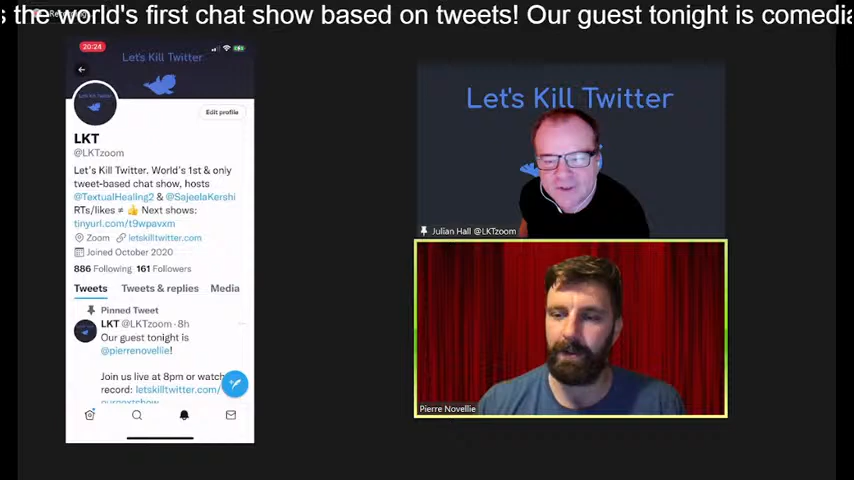 the world's first chat show based on tweets! Our guest tonight is
20:24
Let's Kill Twitter
Edit profile
LKT
@LKTzoom
Let's Kill Twitter. World's 1st & only
tweet-based chat show, hosts
@TextualHealing2 & @SajeelaKershi
RTs/likes ≠ 👍 Next shows:
tinyurl.com/t9wpavxm
Zoom letskilltwitter.com
Joined October 2020
886 Following 161 Followers
Tweets Tweets & replies Media
Pinned Tweet
LKT @LKTzoom · 8h
Our guest tonight is
@pierrenovellie!
Join us live at 8pm or watch
record: letskilltwitter.com/
Let's Kill Twitter
Julian Hall @LKTzoom
Pierre Novellie